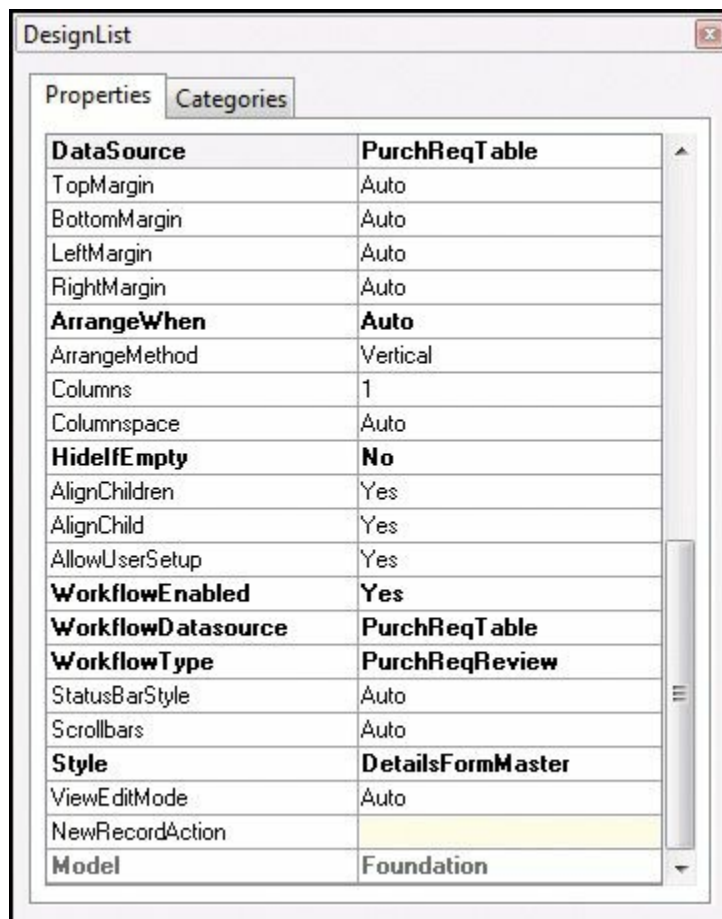 DesignList
Properties Categories
DataSource PurchReqTable
TopMargin Auto
BottomMargin Auto
LeftMargin Auto
RightMargin Auto
ArrangeWhen Auto
ArrangeMethod Vertical
Columns 1
Columnspace Auto
HideIfEmpty No
AlignChildren Yes
AlignChild Yes
AllowUserSetup Yes
WorkflowEnabled Yes
WorkflowDatasource PurchReqTable
WorkflowType PurchReqReview
StatusBarStyle Auto
Scrollbars Auto
Style DetailsFormMaster
ViewEditMode Auto
NewRecordAction
Model Foundation